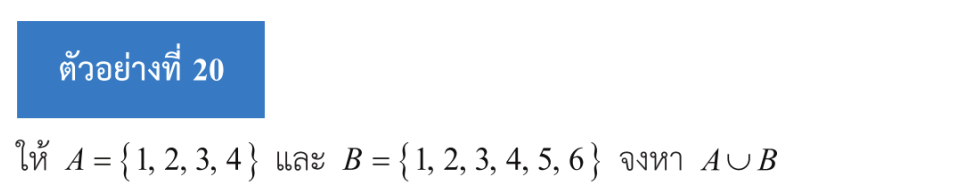 ตัวอย่างที่ 20
ให้ A = {1, 2, 3, 4} และ B = {1, 2, 3, 4, 5, 6} จงหา A ∪ B